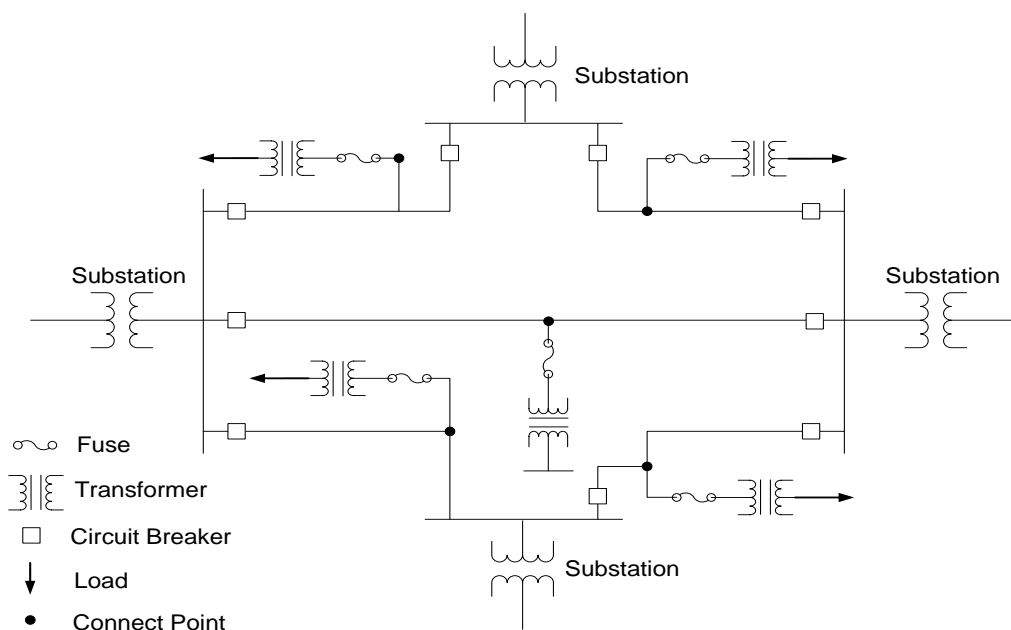 Substation
Substation
Substation
Substation
Fuse
Transformer
Circuit Breaker
Load
Connect Point